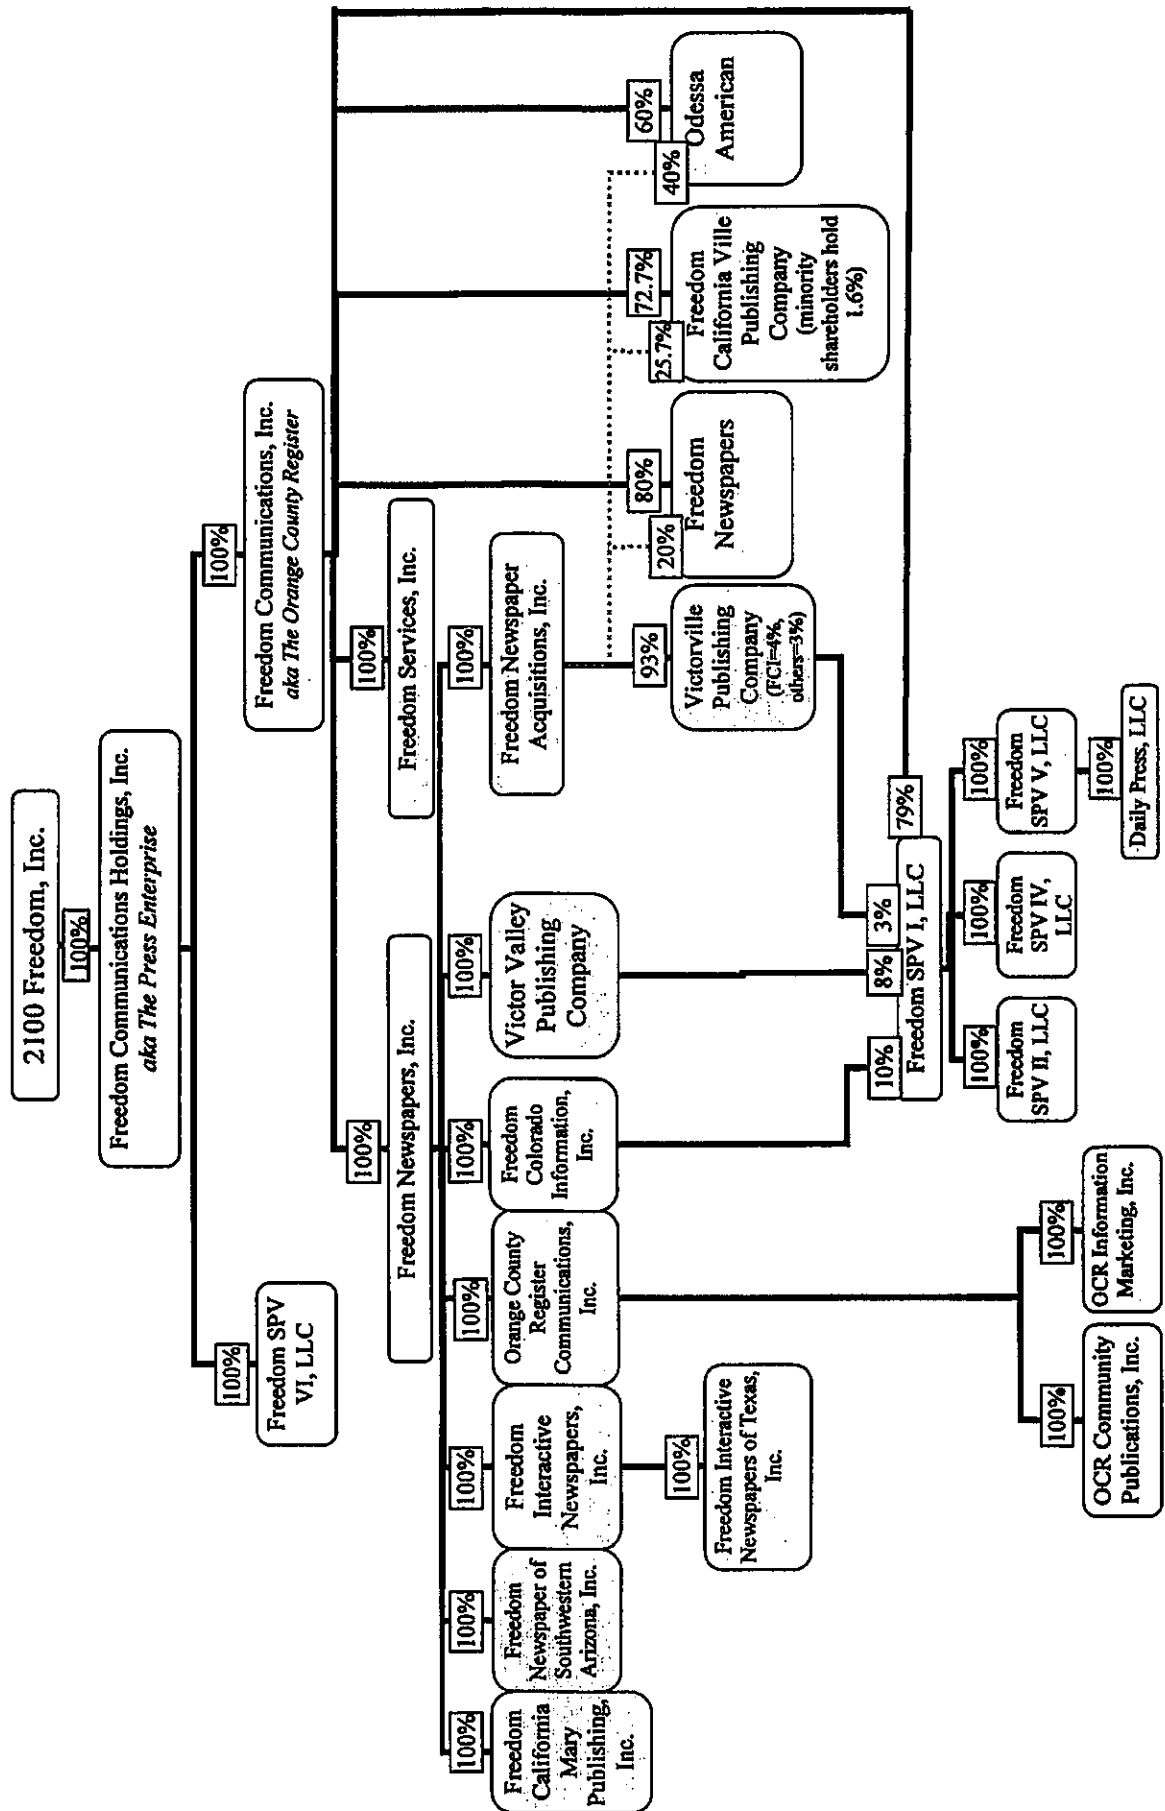 2100 Freedom, Inc.
100%
Freedom Communications Holdings, Inc.
aka The Press Enterprise
100%
Freedom SPV
VI, LLC
100%
Freedom Communications, Inc.
aka The Orange County Register
100%
Freedom Newspapers, Inc.
100%
Freedom Services, Inc.
100%
Freedom
California
Mary
Publishing,
Inc.
100%
Freedom
Newspaper of
Southwestern
Arizona, Inc.
100%
Freedom
Interactive
Newspapers,
Inc.
100%
Orange County
Register
Communications,
Inc.
100%
Freedom
Colorado
Information,
Inc.
100%
Victor Valley
Publishing
Company
100%
Freedom Newspaper
Acquisitions, Inc.
100%
Freedom Interactive
Newspapers of Texas,
Inc.
93%
Victorville
Publishing
Company
(FCI=4%,
others=3%)
20%
80%
Freedom
Newspapers
25.7%
72.7%
Freedom
California Ville
Publishing
Company
(minority
shareholders hold
1.6%)
40%
60%
Odessa
American
10%
8%
3%
79%
Freedom SPV I, LLC
100%
Freedom
SPV II, LLC
100%
Freedom
SPV IV,
LLC
100%
Freedom
SPV V, LLC
100%
Daily Press, LLC
100%
OCR Community
Publications, Inc.
100%
OCR Information
Marketing, Inc.